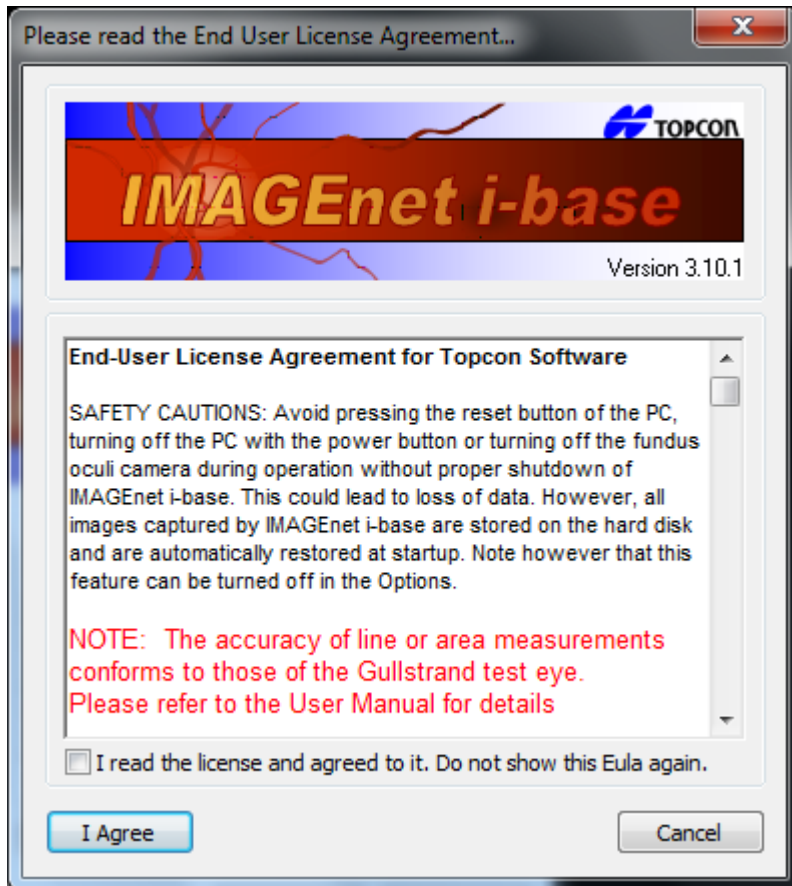 Please read the End User License Agreement...
TOPCON
IMAGEnet i-base
Version 3.10.1
End-User License Agreement for Topcon Software
SAFETY CAUTIONS: Avoid pressing the reset button of the PC,
turning off the PC with the power button or turning off the fundus
oculi camera during operation without proper shutdown of
IMAGEnet i-base. This could lead to loss of data. However, all
images captured by IMAGEnet i-base are stored on the hard disk
and are automatically restored at startup. Note however that this
feature can be turned off in the Options.
NOTE: The accuracy of line or area measurements
conforms to those of the Gullstrand test eye.
Please refer to the User Manual for details
I read the license and agreed to it. Do not show this Eula again.
I Agree
Cancel